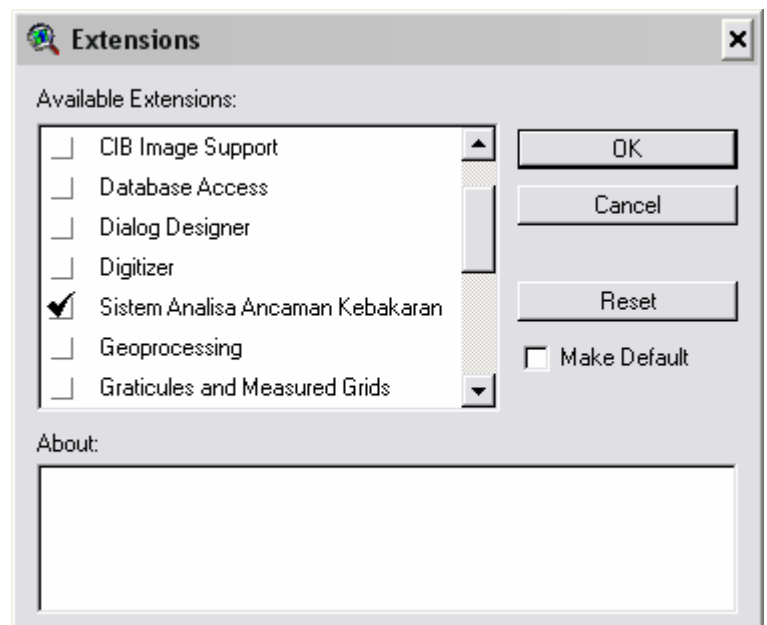 Extensions
Available Extensions:
CIB Image Support
Database Access
Dialog Designer
Digitizer
Sistem Analisa Ancaman Kebakaran
Geoprocessing
Graticules and Measured Grids
OK
Cancel
Reset
Make Default
About: